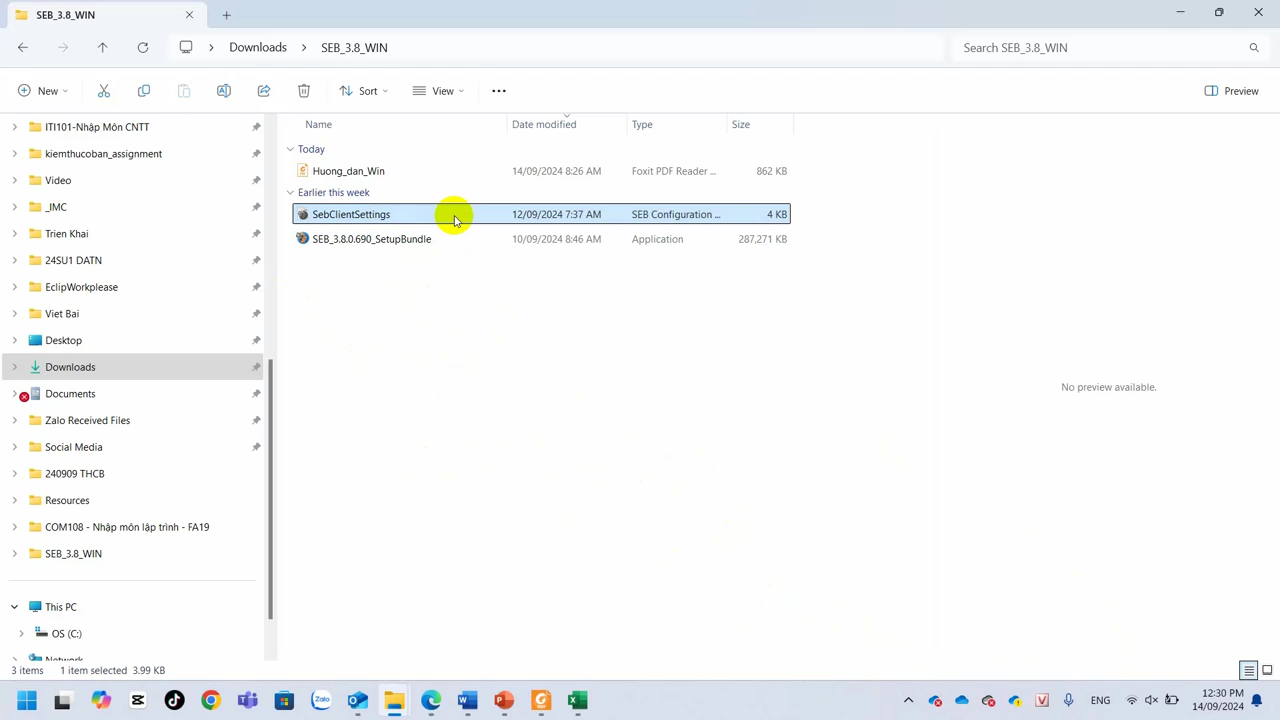 SEB_3.8_WIN
Downloads
SEB_3.8_WIN
Search SEB_3.8_WIN
New
Sort
View
Preview
ITI101-Nhập Môn CNTT
kiemthucoban_assignment
Video
_IMC
Trien Khai
24SU1 DATN
EclipWorkplease
Viet Bai
Desktop
Downloads
Documents
Zalo Received Files
Social Media
240909 THCB
Resources
COM108 - Nhập môn lập trình - FA19
SEB_3.8_WIN
This PC
OS (C:)
Network
Name Date modified Type Size
Today
Huong_dan_Win 14/09/2024 8:26 AM Foxit PDF Reader ... 862 KB
Earlier this week
SebClientSettings 12/09/2024 7:37 AM SEB Configuration ... 4 KB
SEB_3.8.0.690_SetupBundle 10/09/2024 8:46 AM Application 287,271 KB
No preview available.
3 items 1 item selected 3.99 KB
Zalo
ENG
12:30 PM
14/09/2024